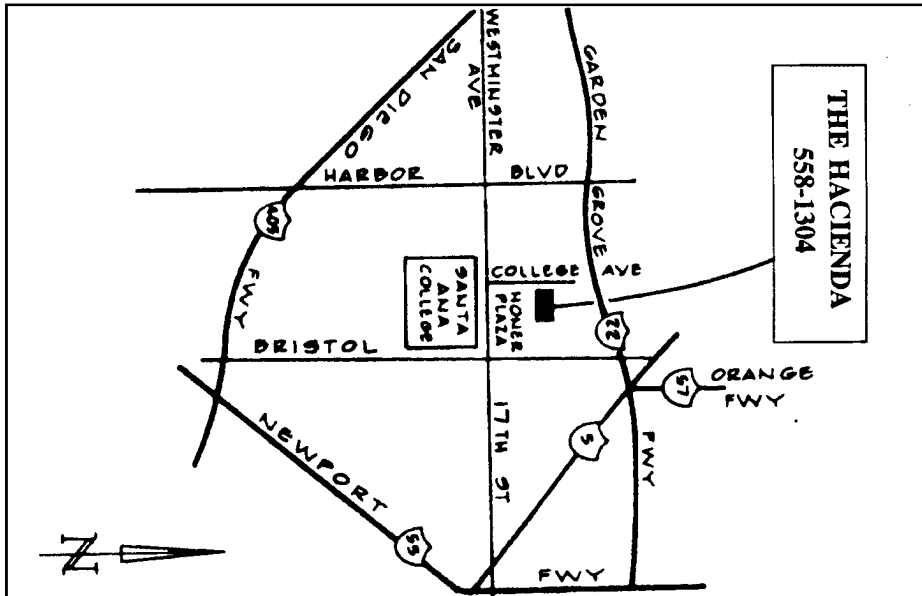 THE HACIENDA
558-1304
GARDEN
GROVE
FWY
22
WESTMINSTER
AVE
17TH ST
SAN DIEGO
FWY
405
HARBOR BLVD
COLLEGE AVE
HONER
PLAZA
SANTA
ANA
COLLEGE
BRISTOL
57
ORANGE
FWY
5
NEWPORT
55
FWY
N